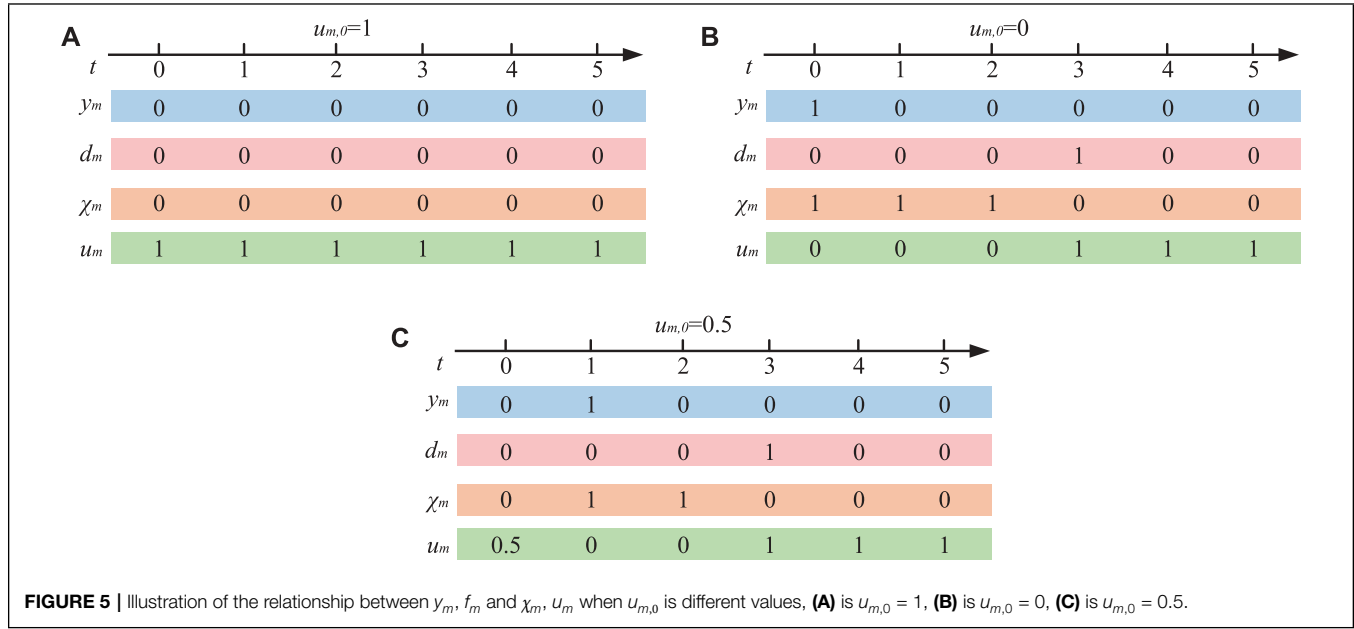 A
u_{m,0}=1
t 0 1 2 3 4 5
y_m 0 0 0 0 0 0
d_m 0 0 0 0 0 0
χ_m 0 0 0 0 0 0
u_m 1 1 1 1 1 1
B
u_{m,0}=0
t 0 1 2 3 4 5
y_m 1 0 0 0 0 0
d_m 0 0 0 1 0 0
χ_m 1 1 1 0 0 0
u_m 0 0 0 1 1 1
C
u_{m,0}=0.5
t 0 1 2 3 4 5
y_m 0 1 0 0 0 0
d_m 0 0 0 1 0 0
χ_m 0 1 1 0 0 0
u_m 0.5 0 0 1 1 1
FIGURE 5 | Illustration of the relationship between y_m, f_m and χ_m, u_m when u_{m,0} is different values, (A) is u_{m,0} = 1, (B) is u_{m,0} = 0, (C) is u_{m,0} = 0.5.